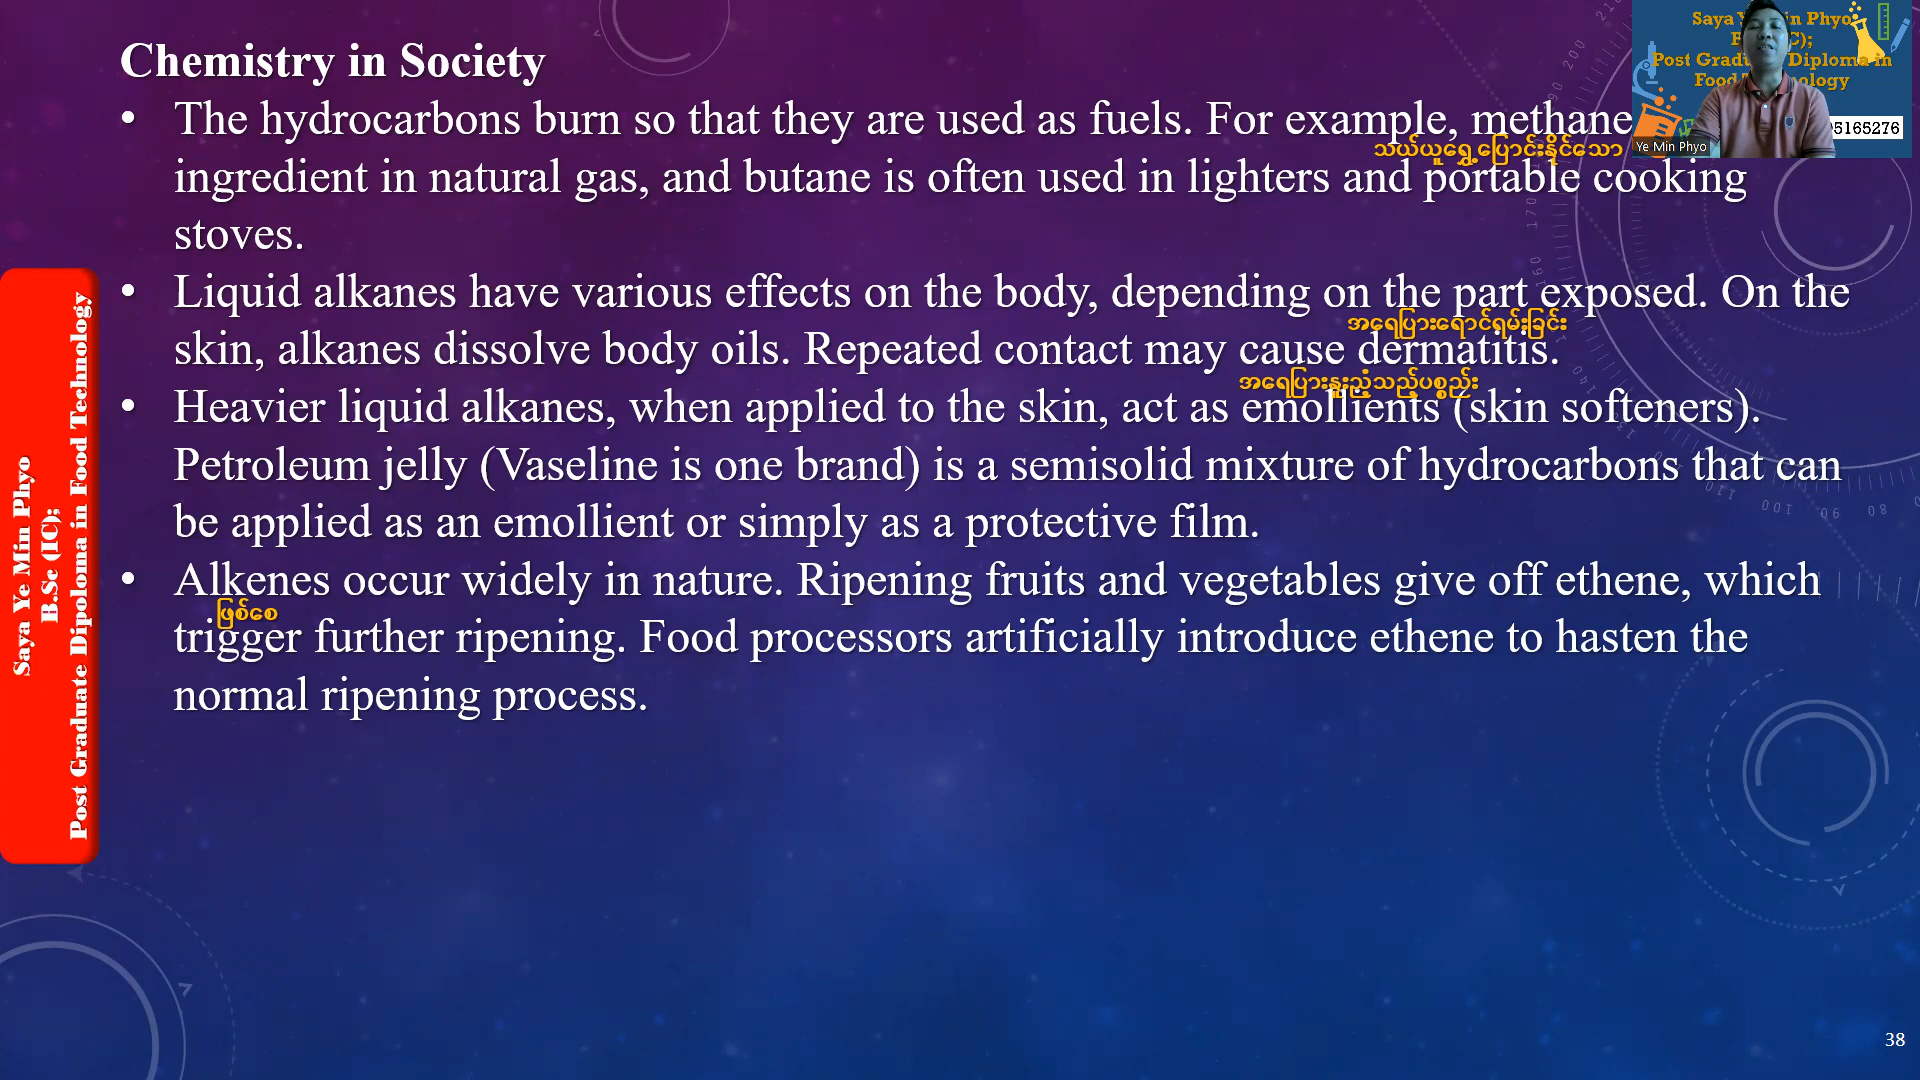 Chemistry in Society
• The hydrocarbons burn so that they are used as fuels. For example, methane
သယ်ယူရွှေ့ပြောင်းနိုင်သော
ingredient in natural gas, and butane is often used in lighters and portable cooking
stoves.
• Liquid alkanes have various effects on the body, depending on the part exposed. On the
အရေပြားရောင်ရမ်းခြင်း
skin, alkanes dissolve body oils. Repeated contact may cause dermatitis.
အရေပြားနူးညံ့သည့်ပစ္စည်း
• Heavier liquid alkanes, when applied to the skin, act as emollients (skin softeners).
Petroleum jelly (Vaseline is one brand) is a semisolid mixture of hydrocarbons that can
be applied as an emollient or simply as a protective film.
• Alkenes occur widely in nature. Ripening fruits and vegetables give off ethene, which
ဖြစ်စေ
trigger further ripening. Food processors artificially introduce ethene to hasten the
normal ripening process.
Saya Ye Min Phyo
B.Sc (IC);
Post Graduate Dipoloma in Food Technology
Saya in Phyo
Post Diploma in
Food
5165276
Ye Min Phyo
38